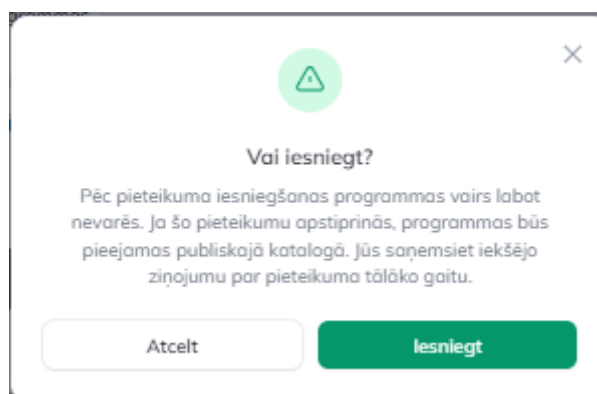 Vai iesniegt?
Pēc pieteikuma iesniegšanas programmas vairs labot
nevarēs. Ja šo pieteikumu apstiprinās, programmas būs
pieejamas publiskajā katalogā. Jūs saņemsiet iekšējo
ziņojumu par pieteikuma tālāko gaitu.
Atcelt
Iesniegt